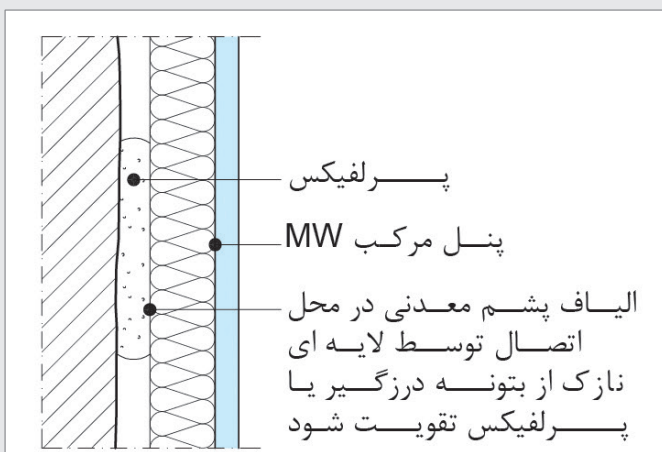 پرلفیکس
پنل مرکب MW
الیاف پشم معدنی در محل
اتصال توسط لایه ای
نازک از بتونه درزگیر یا
پرلفیکس تقویت شود